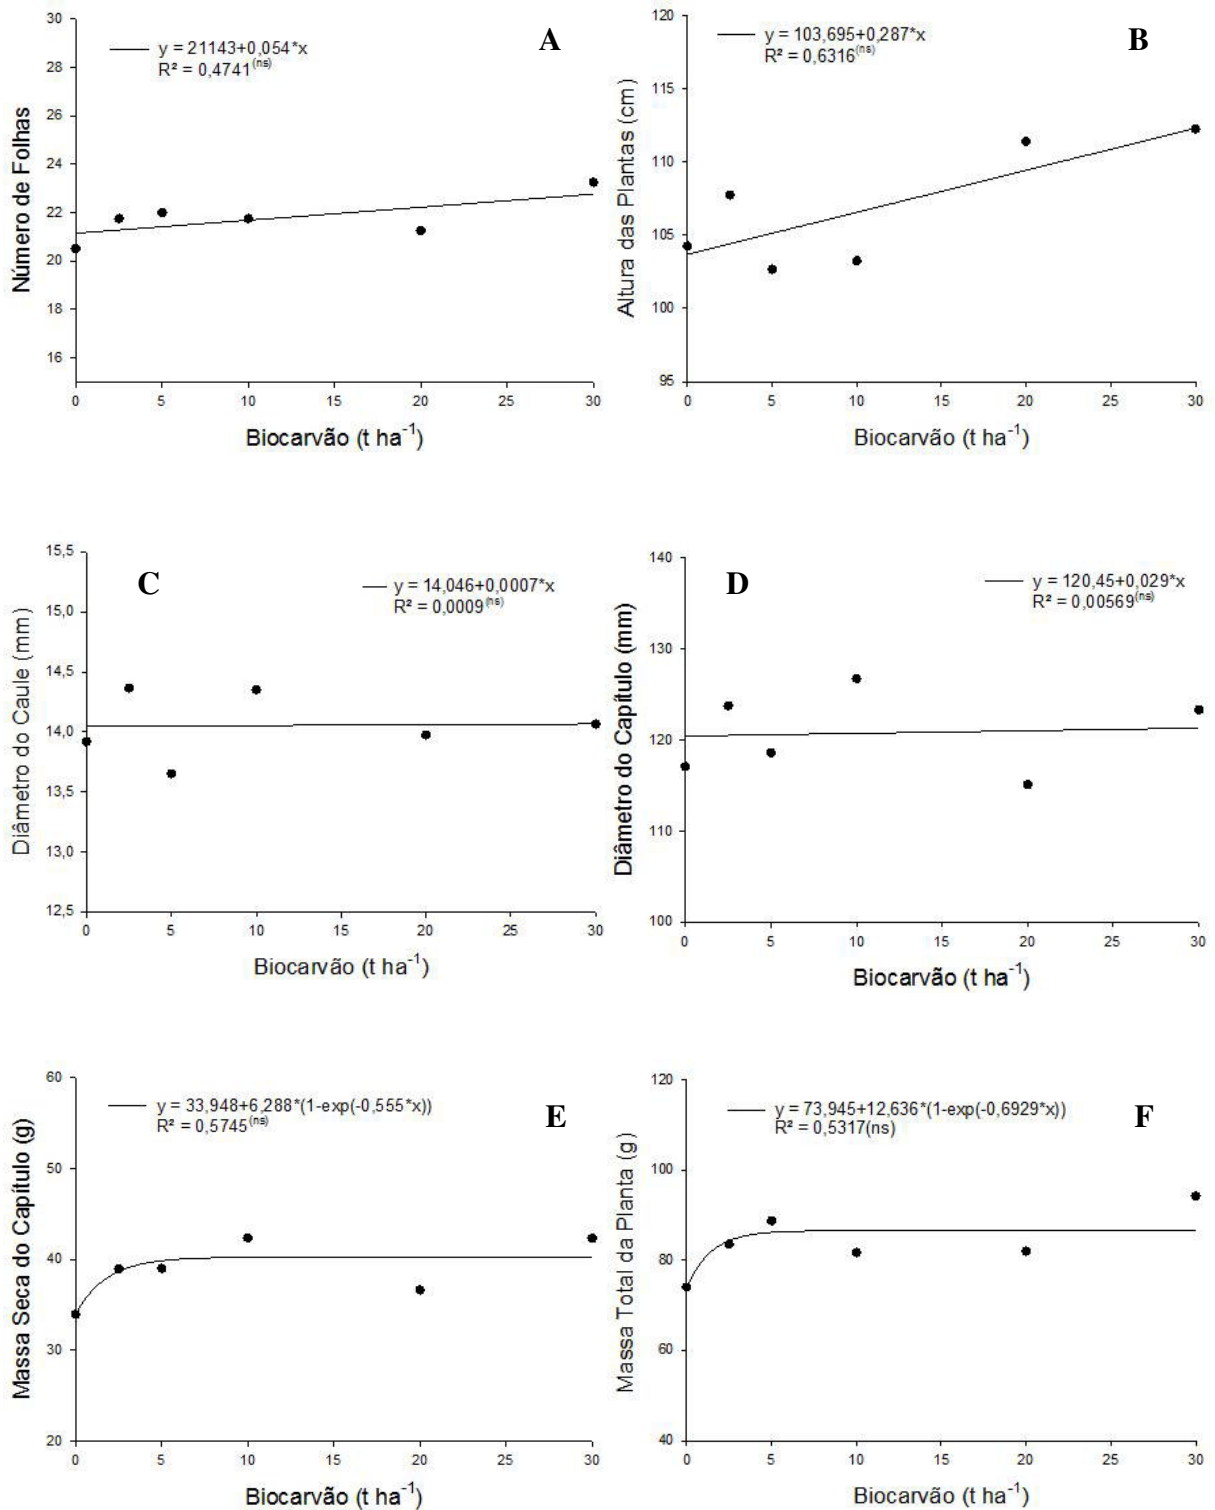 30
28
26
24
22
20
18
16
Número de Folhas
y = 21143+0,054*x
R² = 0,4741(ns)
A
0 5 10 15 20 25 30
Biocarvão (t ha-1)
120
115
110
105
100
95
Altura das Plantas (cm)
y = 103,695+0,287*x
R² = 0,6316(ns)
B
0 5 10 15 20 25 30
Biocarvão (t ha-1)
15,5
15,0
14,5
14,0
13,5
13,0
12,5
Diâmetro do Caule (mm)
C
y = 14,046+0,0007*x
R² = 0,0009(ns)
0 5 10 15 20 25 30
Biocarvão (t ha-1)
140
130
120
110
100
Diâmetro do Capítulo (mm)
D
y = 120,45+0,029*x
R² = 0,00569(ns)
0 5 10 15 20 25 30
Biocarvão (t ha-1)
60
50
40
30
20
Massa Seca do Capítulo (g)
y = 33,948+6,288*(1-exp(-0,555*x))
R² = 0,5745(ns)
E
0 5 10 15 20 25 30
Biocarvão (t ha-1)
120
100
80
60
40
Massa Total da Planta (g)
y = 73,945+12,636*(1-exp(-0,6929*x))
R² = 0,5317(ns)
F
0 5 10 15 20 25 30
Biocarvão (t ha-1)